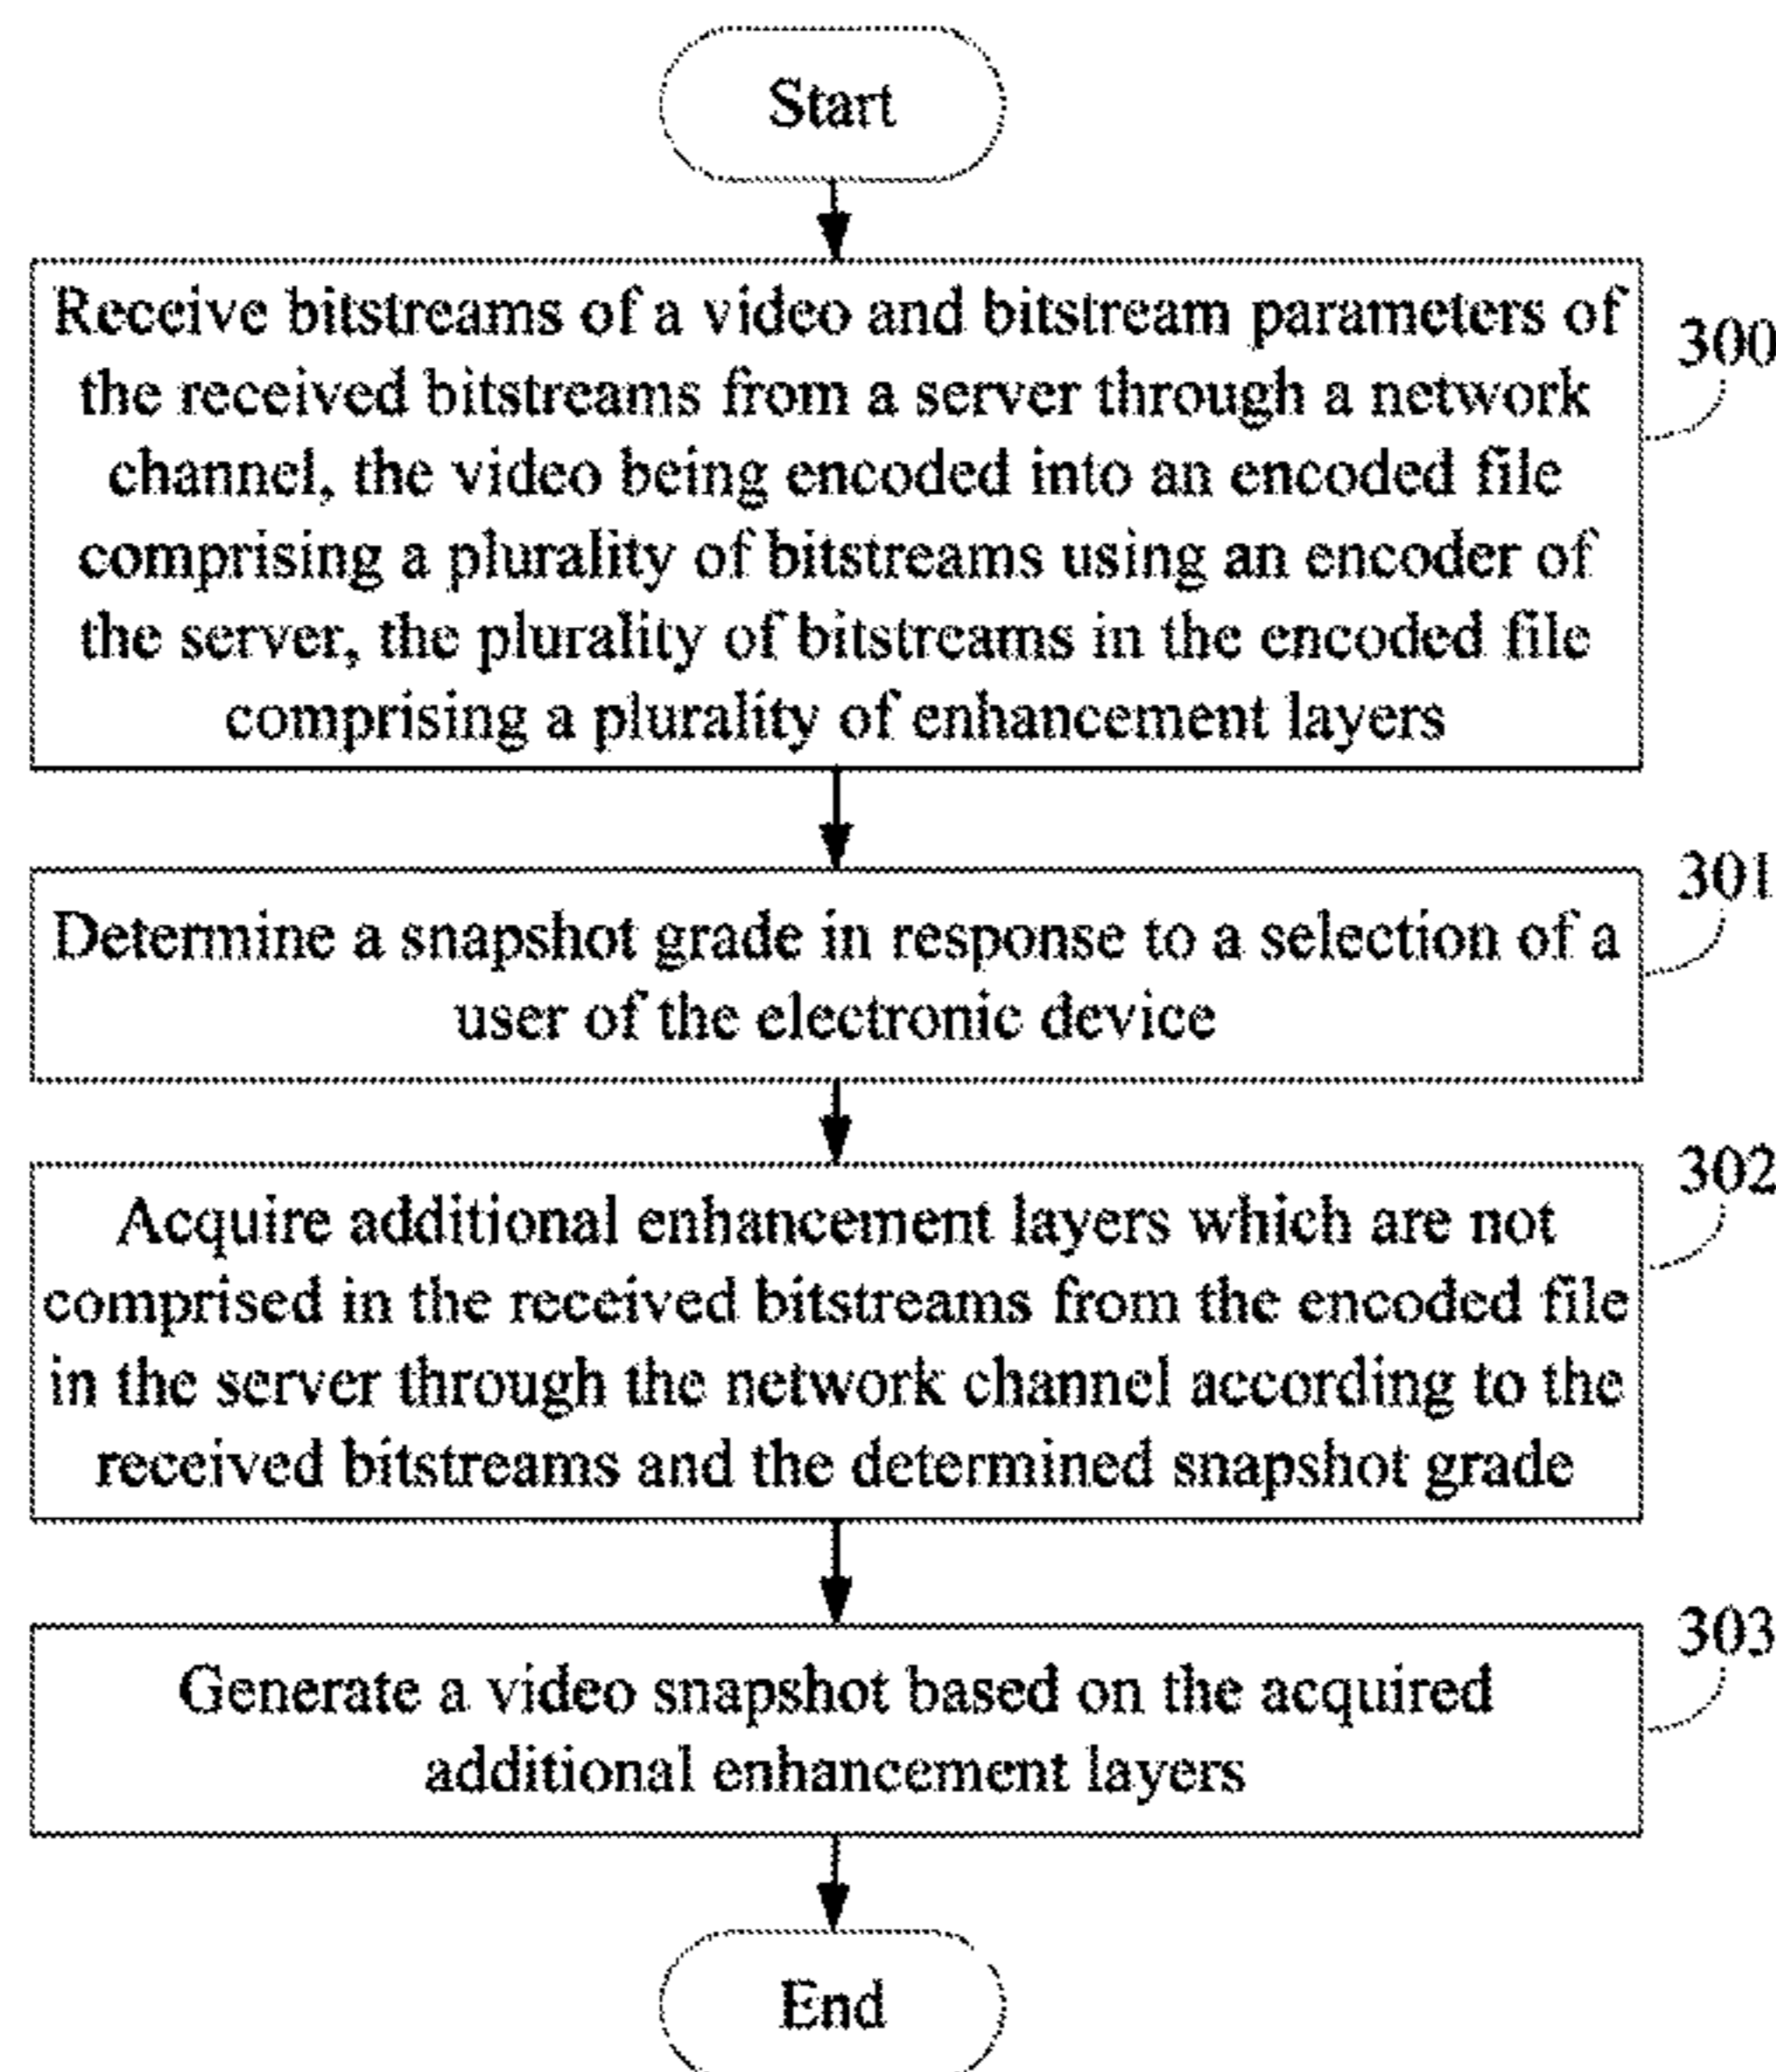 Start
Receive bitstreams of a video and bitstream parameters of
the received bitstreams from a server through a network
channel, the video being encoded into an encoded file
comprising a plurality of bitstreams using an encoder of
the server, the plurality of bitstreams in the encoded file
comprising a plurality of enhancement layers
300
Determine a snapshot grade in response to a selection of a
user of the electronic device
301
Acquire additional enhancement layers which are not
comprised in the received bitstreams from the encoded file
in the server through the network channel according to the
received bitstreams and the determined snapshot grade
302
Generate a video snapshot based on the acquired
additional enhancement layers
303
End